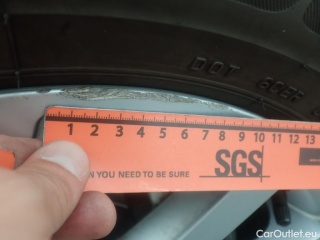 DOT
1 2 3 4 5 6 7 8 9 10 11 12 13
N YOU NEED TO BE SURE SGS
CarOutlet.eu